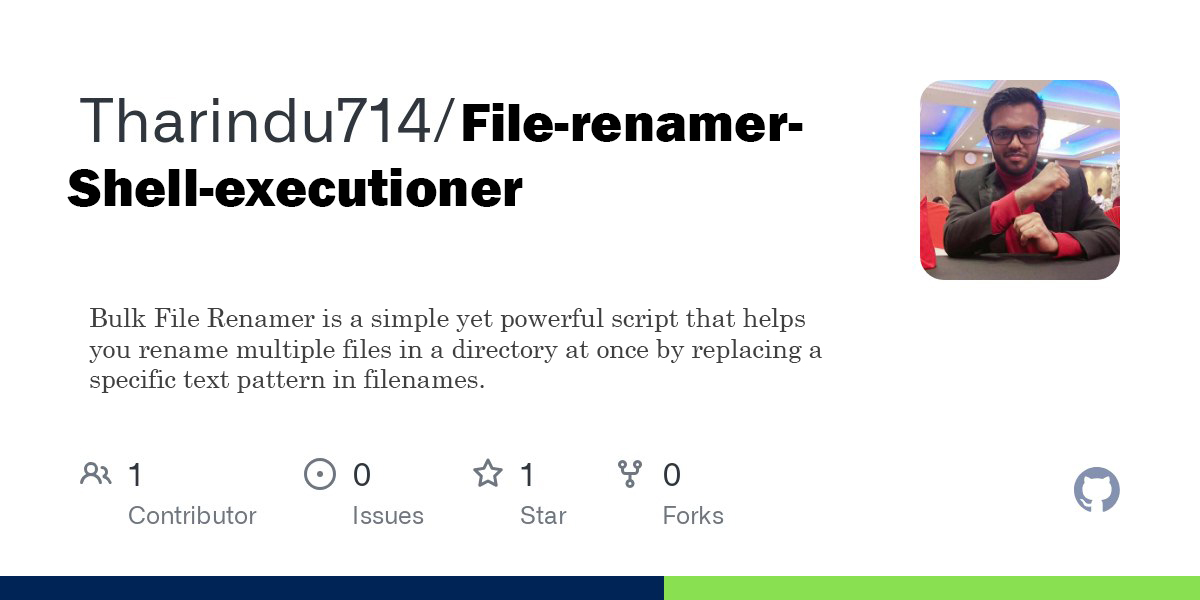 Tharindu714/File-renamer-
Shell-executioner
Bulk File Renamer is a simple yet powerful script that helps
you rename multiple files in a directory at once by replacing a
specific text pattern in filenames.
1 0 1 0
Contributor Issues Star Forks